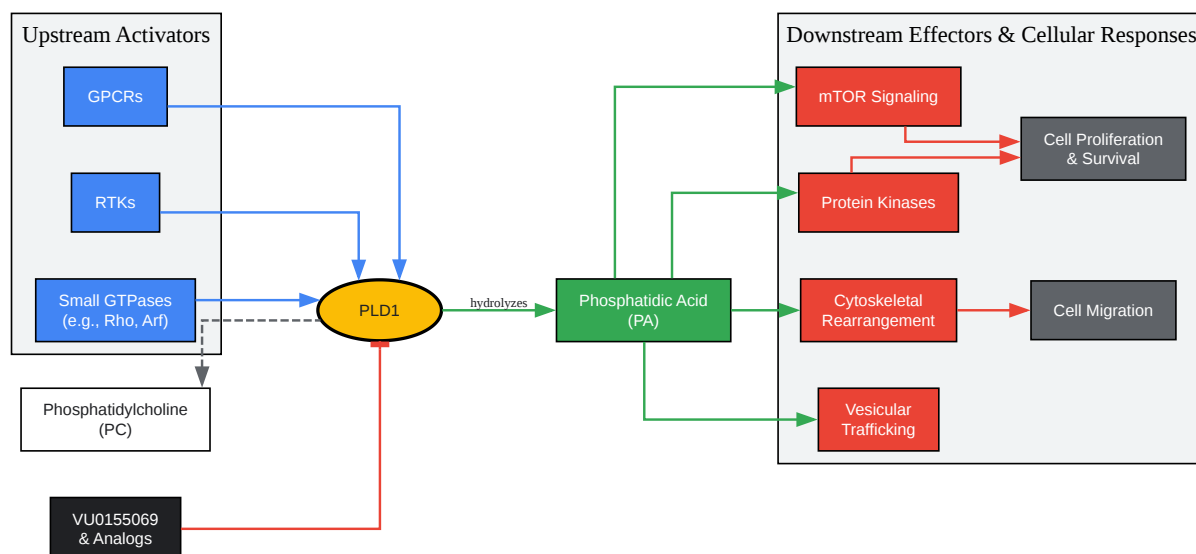 Upstream Activators
GPCRs
RTKs
Small GTPases
(e.g., Rho, Arf)
Phosphatidylcholine
(PC)
VU0155069
& Analogs
PLD1
hydrolyzes
Phosphatidic Acid
(PA)
Downstream Effectors & Cellular Responses
mTOR Signaling
Protein Kinases
Cell Proliferation
& Survival
Cytoskeletal
Rearrangement
Cell Migration
Vesicular
Trafficking